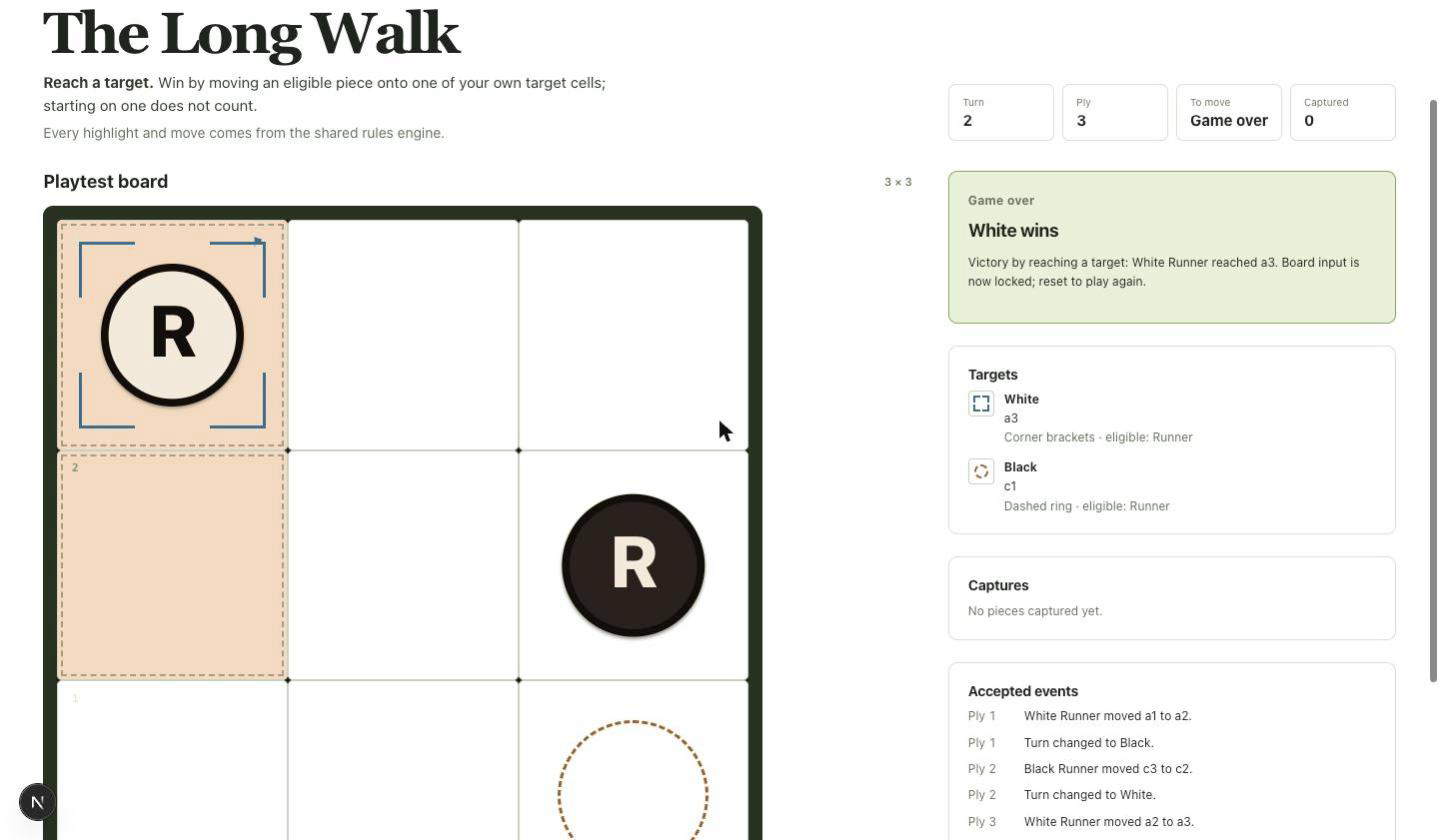 The Long Walk
Reach a target. Win by moving an eligible piece onto one of your own target cells;
starting on one does not count.
Every highlight and move comes from the shared rules engine.
Turn
2
Ply
3
To move
Game over
Captured
0
Playtest board
3 × 3
R
2
R
1
N
Game over
White wins
Victory by reaching a target: White Runner reached a3. Board input is
now locked; reset to play again.
Targets
White
a3
Corner brackets · eligible: Runner
Black
c1
Dashed ring · eligible: Runner
Captures
No pieces captured yet.
Accepted events
Ply 1 White Runner moved a1 to a2.
Ply 1 Turn changed to Black.
Ply 2 Black Runner moved c3 to c2.
Ply 2 Turn changed to White.
Ply 3 White Runner moved a2 to a3.